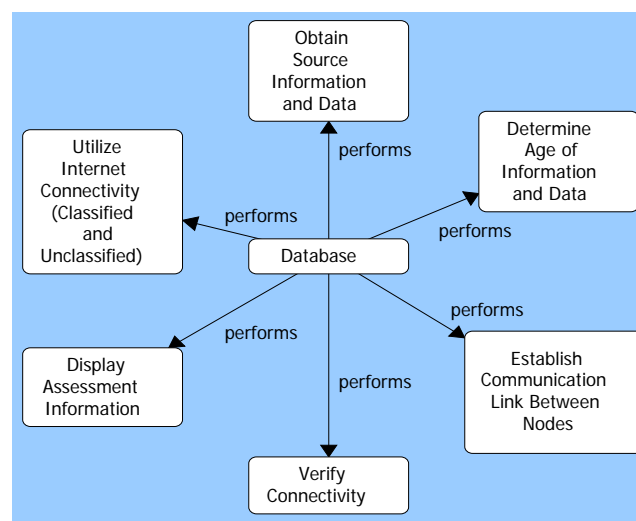 Obtain
Source
Information
and Data
performs
Determine
Age of
Information
and Data
performs
Utilize
Internet
Connectivity
(Classified
and
Unclassified)
performs
Database
performs
Display
Assessment
Information
performs
performs
Establish
Communication
Link Between
Nodes
Verify
Connectivity